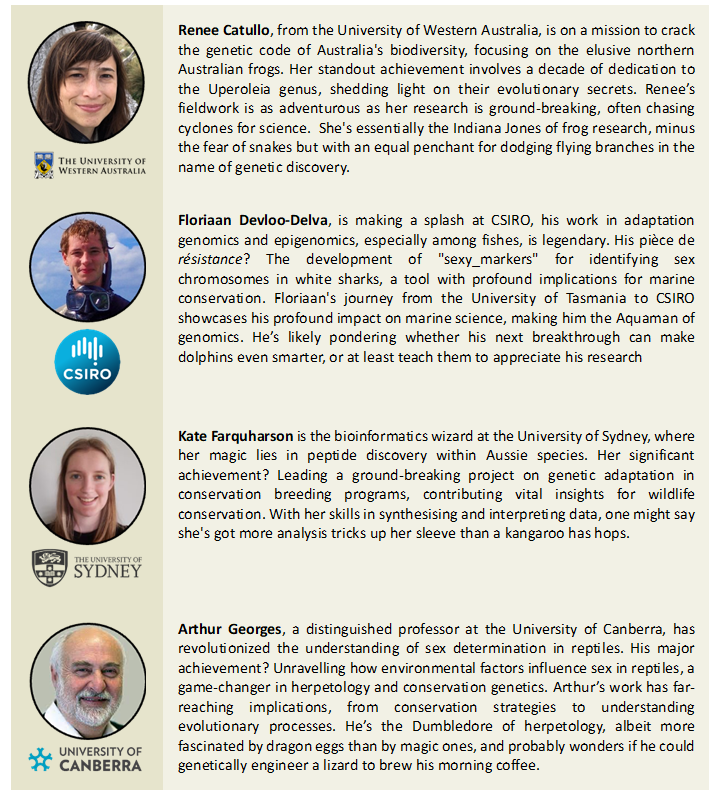 Renee Catullo, from the University of Western Australia, is on a mission to crack
the genetic code of Australia's biodiversity, focusing on the elusive northern
Australian frogs. Her standout achievement involves a decade of dedication to
the Uperoleia genus, shedding light on their evolutionary secrets. Renee’s
fieldwork is as adventurous as her research is ground-breaking, often chasing
cyclones for science. She's essentially the Indiana Jones of frog research, minus
the fear of snakes but with an equal penchant for dodging flying branches in the
name of genetic discovery.
THE UNIVERSITY OF
WESTERN AUSTRALIA
Floriaan Devloo-Delva, is making a splash at CSIRO, his work in adaptation
genomics and epigenomics, especially among fishes, is legendary. His pièce de
résistance? The development of "sexy_markers" for identifying sex
chromosomes in white sharks, a tool with profound implications for marine
conservation. Floriaan's journey from the University of Tasmania to CSIRO
showcases his profound impact on marine science, making him the Aquaman of
genomics. He’s likely pondering whether his next breakthrough can make
dolphins even smarter, or at least teach them to appreciate his research
CSIRO
Kate Farquharson is the bioinformatics wizard at the University of Sydney, where
her magic lies in peptide discovery within Aussie species. Her significant
achievement? Leading a ground-breaking project on genetic adaptation in
conservation breeding programs, contributing vital insights for wildlife
conservation. With her skills in synthesising and interpreting data, one might say
she's got more analysis tricks up her sleeve than a kangaroo has hops.
THE UNIVERSITY OF
SYDNEY
Arthur Georges, a distinguished professor at the University of Canberra, has
revolutionized the understanding of sex determination in reptiles. His major
achievement? Unravelling how environmental factors influence sex in reptiles, a
game-changer in herpetology and conservation genetics. Arthur’s work has far-
reaching implications, from conservation strategies to understanding
evolutionary processes. He’s the Dumbledore of herpetology, albeit more
fascinated by dragon eggs than by magic ones, and probably wonders if he could
genetically engineer a lizard to brew his morning coffee.
UNIVERSITY OF
CANBERRA